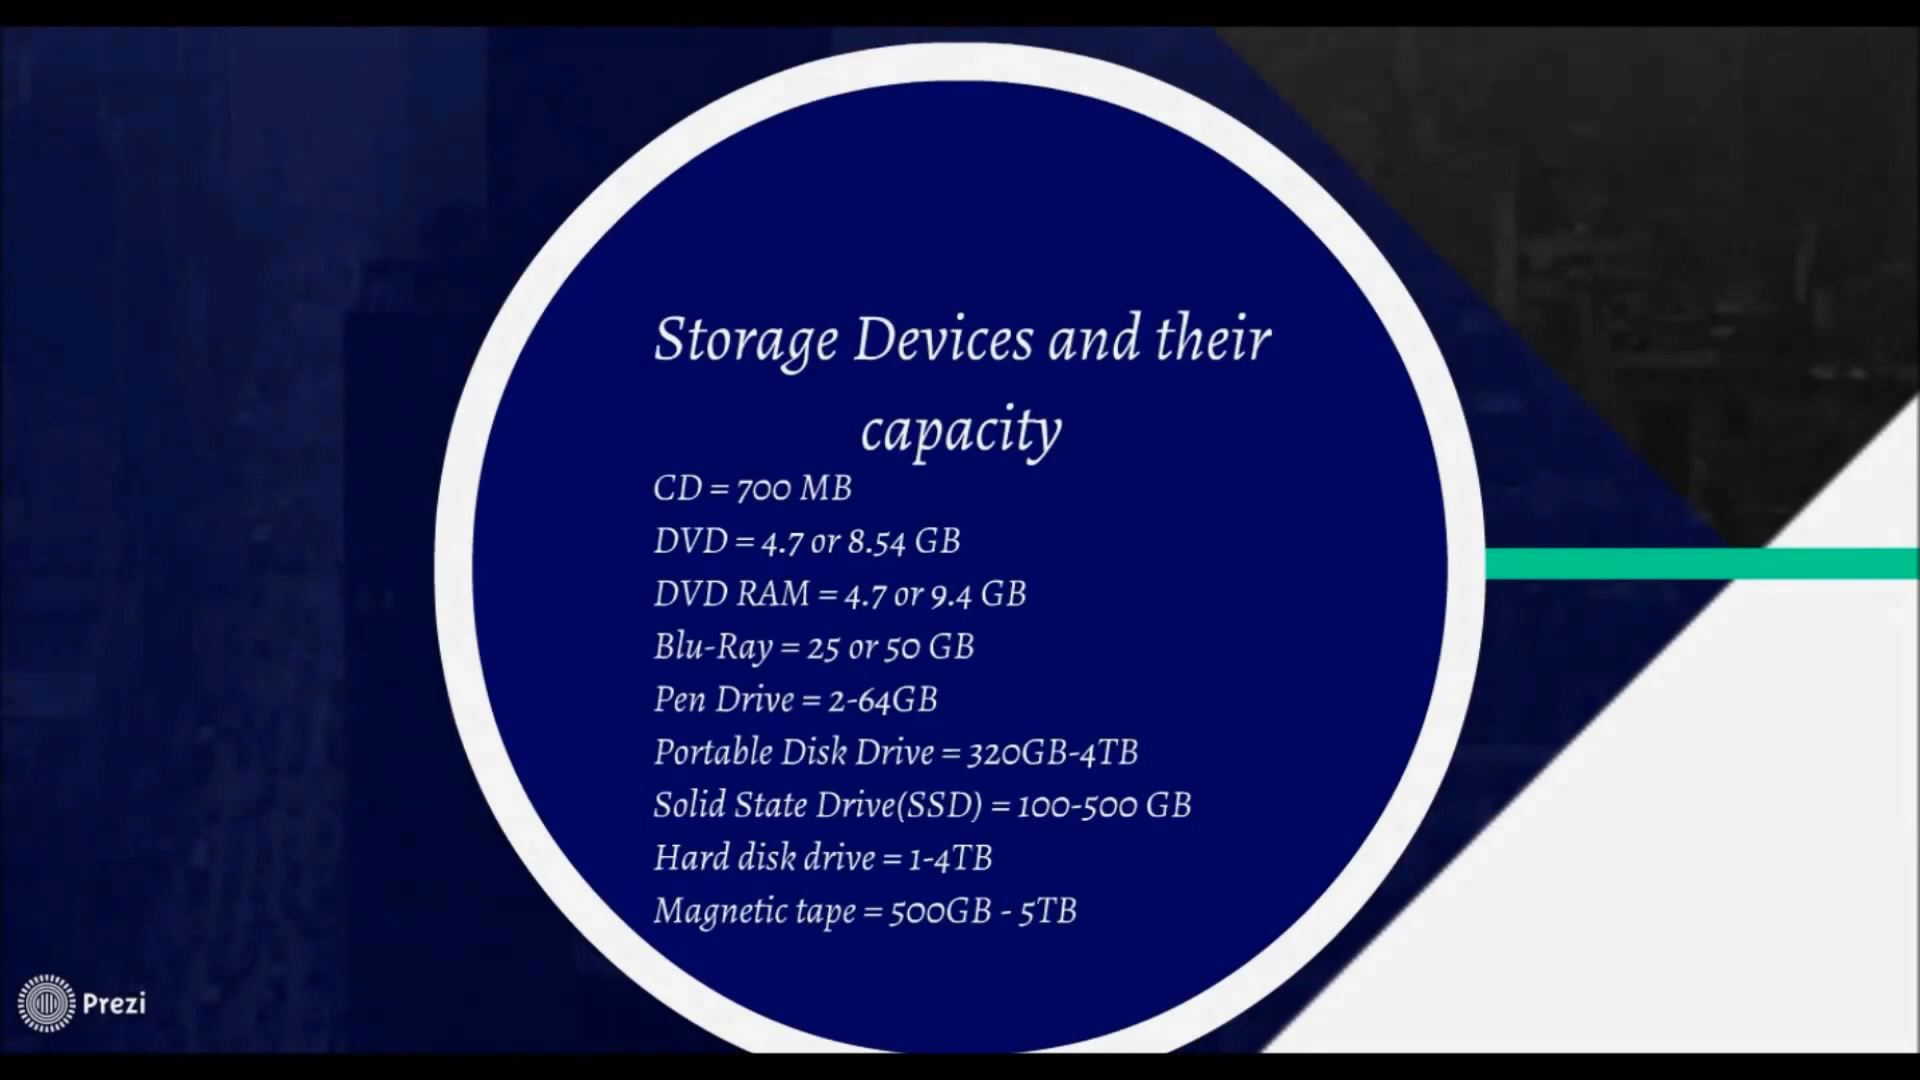 Storage Devices and their
capacity
CD = 700 MB
DVD = 4.7 or 8.54 GB
DVD RAM = 4.7 or 9.4 GB
Blu-Ray = 25 or 50 GB
Pen Drive = 2-64GB
Portable Disk Drive = 320GB-4TB
Solid State Drive(SSD) = 100-500 GB
Hard disk drive = 1-4TB
Magnetic tape = 500GB - 5TB
Prezi